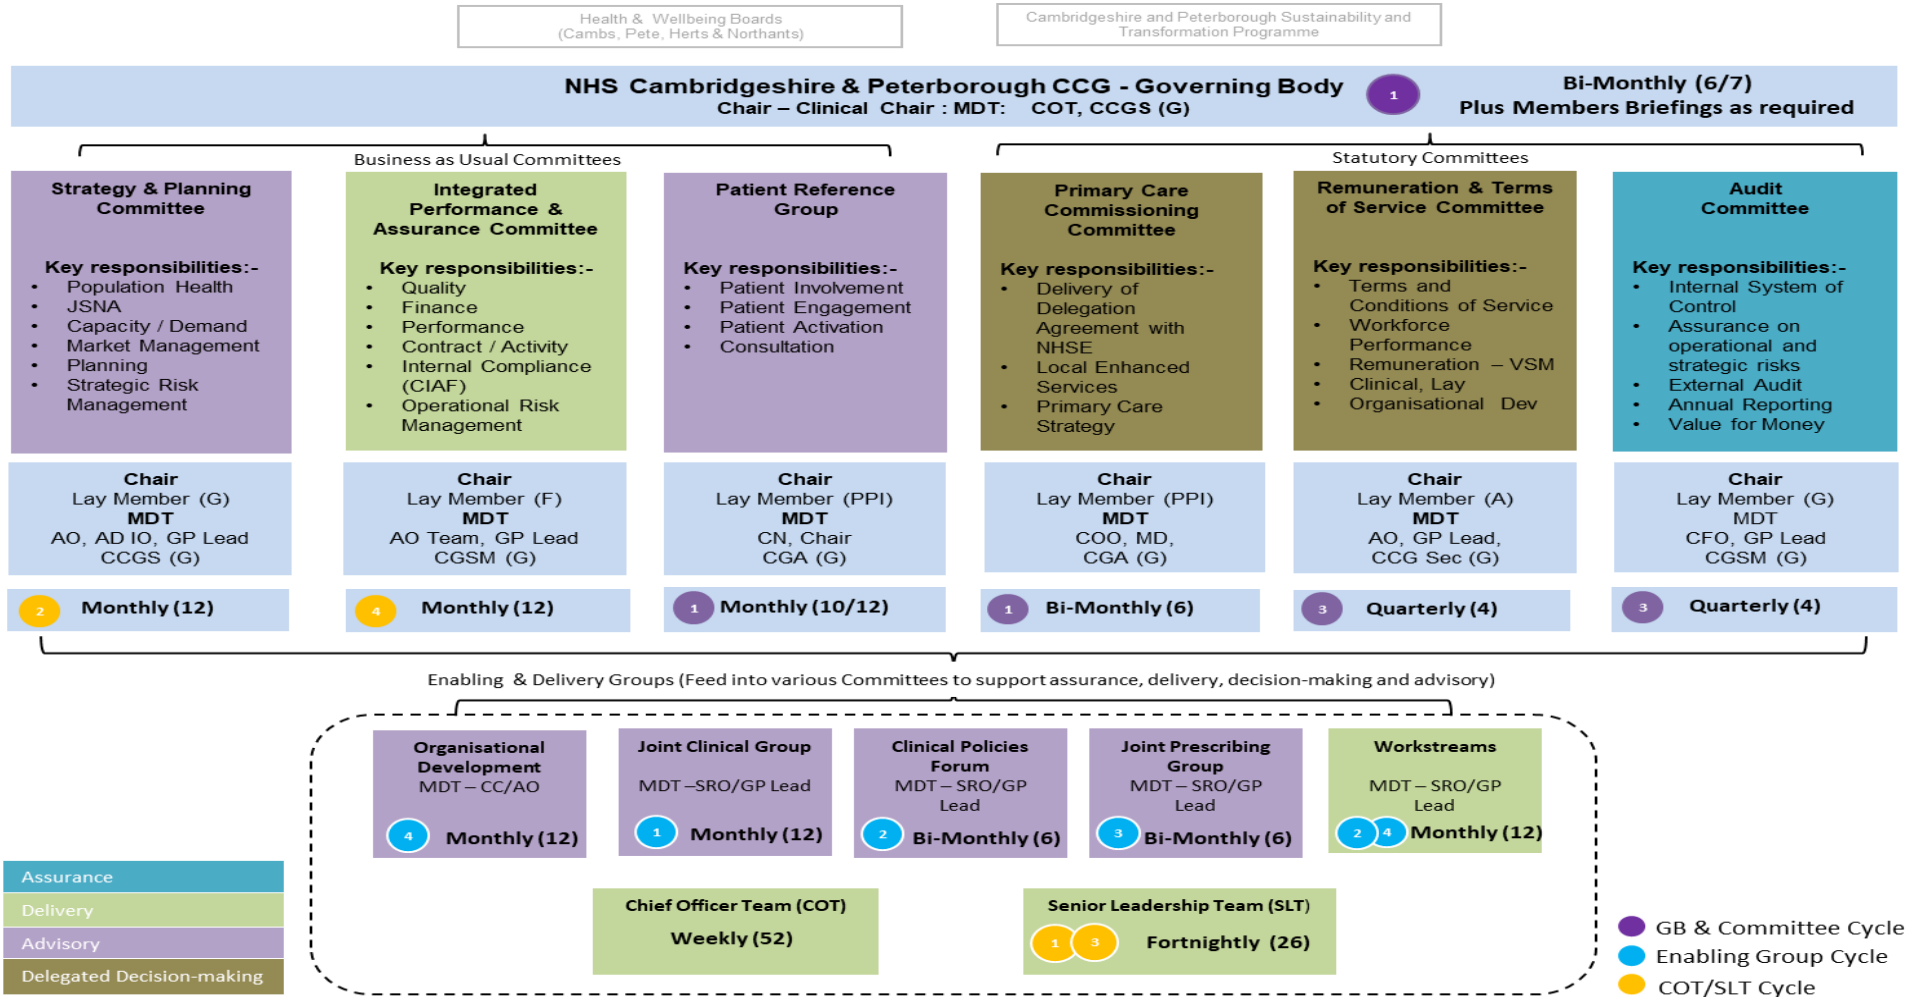 Health & Wellbeing Boards
(Cambs, Pete, Herts & Northants)
Cambridgeshire and Peterborough Sustainability and
Transformation Programme
NHS Cambridgeshire & Peterborough CCG - Governing Body
Chair – Clinical Chair : MDT: COT, CCGS (G)
1
Bi-Monthly (6/7)
Plus Members Briefings as required
Business as Usual Committees
Statutory Committees
Strategy & Planning
Committee
Key responsibilities:-
• Population Health
• JSNA
• Capacity / Demand
• Market Management
• Planning
• Strategic Risk
Management
Chair
Lay Member (G)
MDT
AO, AD IO, GP Lead
CCGS (G)
2
Monthly (12)
Integrated
Performance &
Assurance Committee
Key responsibilities:-
• Quality
• Finance
• Performance
• Contract / Activity
• Internal Compliance
(CIAF)
• Operational Risk
Management
Chair
Lay Member (F)
MDT
AO Team, GP Lead
CGSM (G)
4
Monthly (12)
Patient Reference
Group
Key responsibilities:-
• Patient Involvement
• Patient Engagement
• Patient Activation
• Consultation
Chair
Lay Member (PPI)
MDT
CN, Chair
CGA (G)
1
Monthly (10/12)
Primary Care
Commissioning
Committee
Key responsibilities:-
• Delivery of
Delegation
Agreement with
NHSE
• Local Enhanced
Services
• Primary Care
Strategy
Chair
Lay Member (PPI)
MDT
COO, MD,
CGA (G)
1
Bi-Monthly (6)
Remuneration & Terms
of Service Committee
Key responsibilities:-
• Terms and
Conditions of Service
• Workforce
Performance
• Remuneration – VSM
• Clinical, Lay
• Organisational Dev
Chair
Lay Member (A)
MDT
AO, GP Lead,
CCG Sec (G)
3
Quarterly (4)
Audit
Committee
Key responsibilities:-
• Internal System of
Control
• Assurance on
operational and
strategic risks
• External Audit
• Annual Reporting
• Value for Money
Chair
Lay Member (G)
MDT
CFO, GP Lead
CGSM (G)
3
Quarterly (4)
Enabling & Delivery Groups (Feed into various Committees to support assurance, delivery, decision-making and advisory)
Organisational
Development
MDT – CC/AO
4
Monthly (12)
Joint Clinical Group
MDT –SRO/GP Lead
1
Monthly (12)
Clinical Policies
Forum
MDT – SRO/GP
Lead
2
Bi-Monthly (6)
Joint Prescribing
Group
MDT – SRO/GP
Lead
3
Bi-Monthly (6)
Workstreams
MDT – SRO/GP
Lead
2 4
Monthly (12)
Chief Officer Team (COT)
Weekly (52)
Senior Leadership Team (SLT)
1 3
Fortnightly (26)
Assurance
Delivery
Advisory
Delegated Decision-making
GB & Committee Cycle
Enabling Group Cycle
COT/SLT Cycle